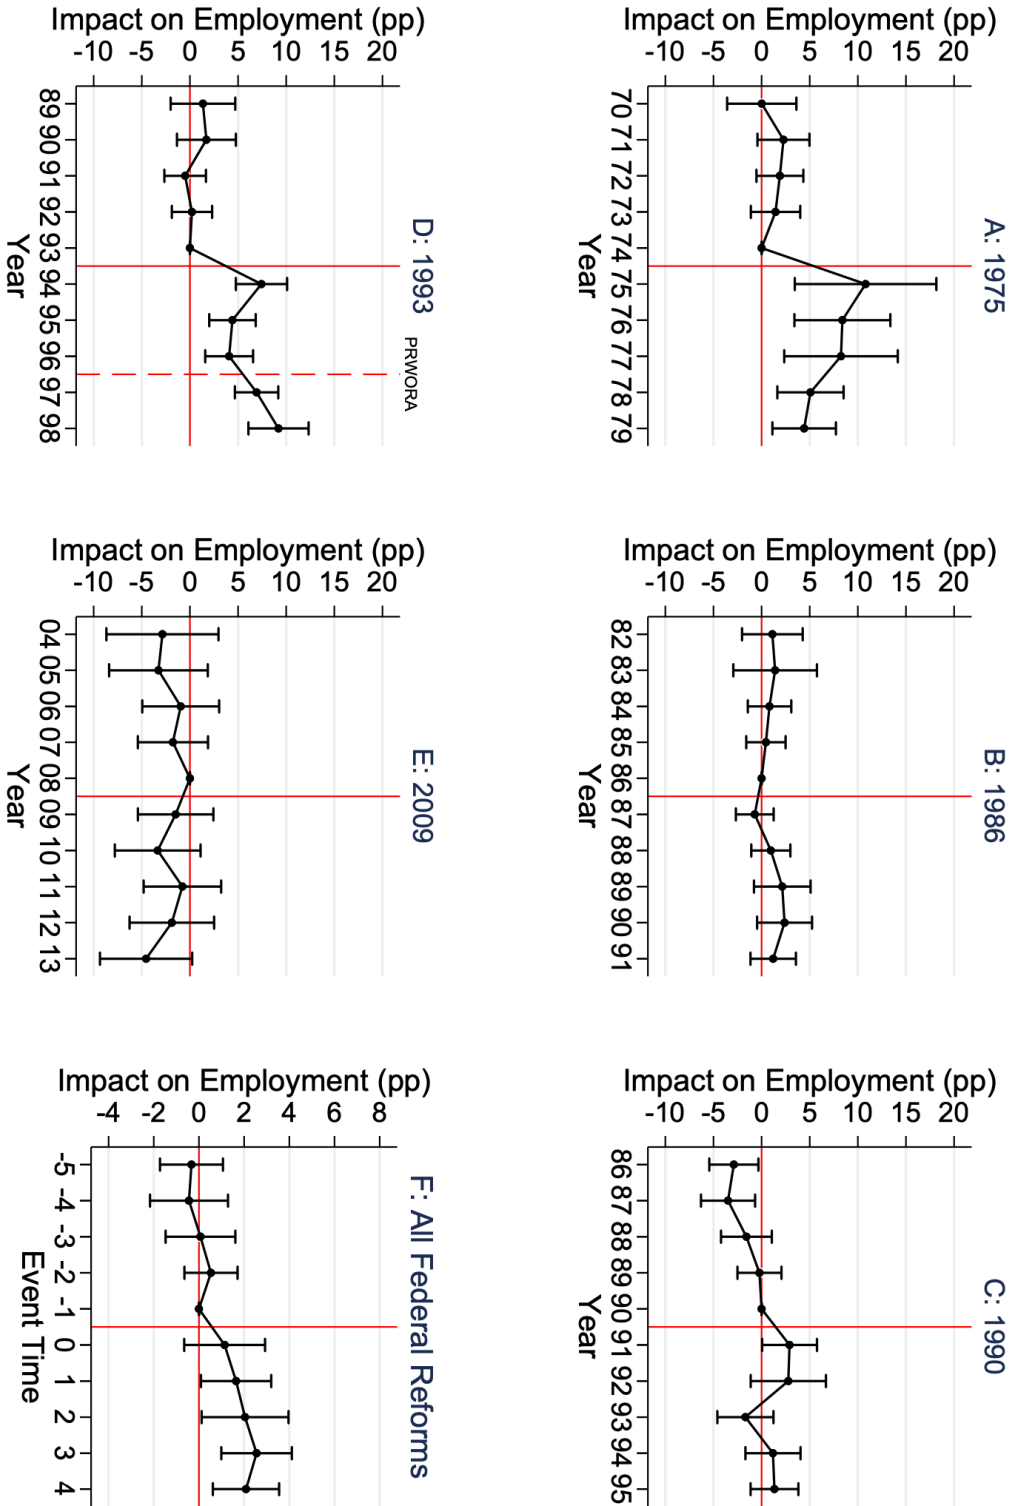 A: 1975
Impact on Employment (pp)
-10 -5 0 5 10 15 20
70 71 72 73 74 75 76 77 78 79
B: 1986
Impact on Employment (pp)
-10 -5 0 5 10 15 20
82 83 84 85 86 87 88 89 90 91
Year
C: 1990
Impact on Employment (pp)
-10 -5 0 5 10 15 20
86 87 88 89 90 91 92 93 94 95
Year
D: 1993
Impact on Employment (pp)
-10 -5 0 5 10 15 20
PRWORA
89 90 91 92 93 94 95 96 97 98
Year
E: 2009
Impact on Employment (pp)
-10 -5 0 5 10 15 20
04 05 06 07 08 09 10 11 12 13
Year
F: All Federal Reforms
Impact on Employment (pp)
-4 -2 0 2 4 6 8
-5 -4 -3 -2 -1 0 1 2 3 4
Event Time
Year